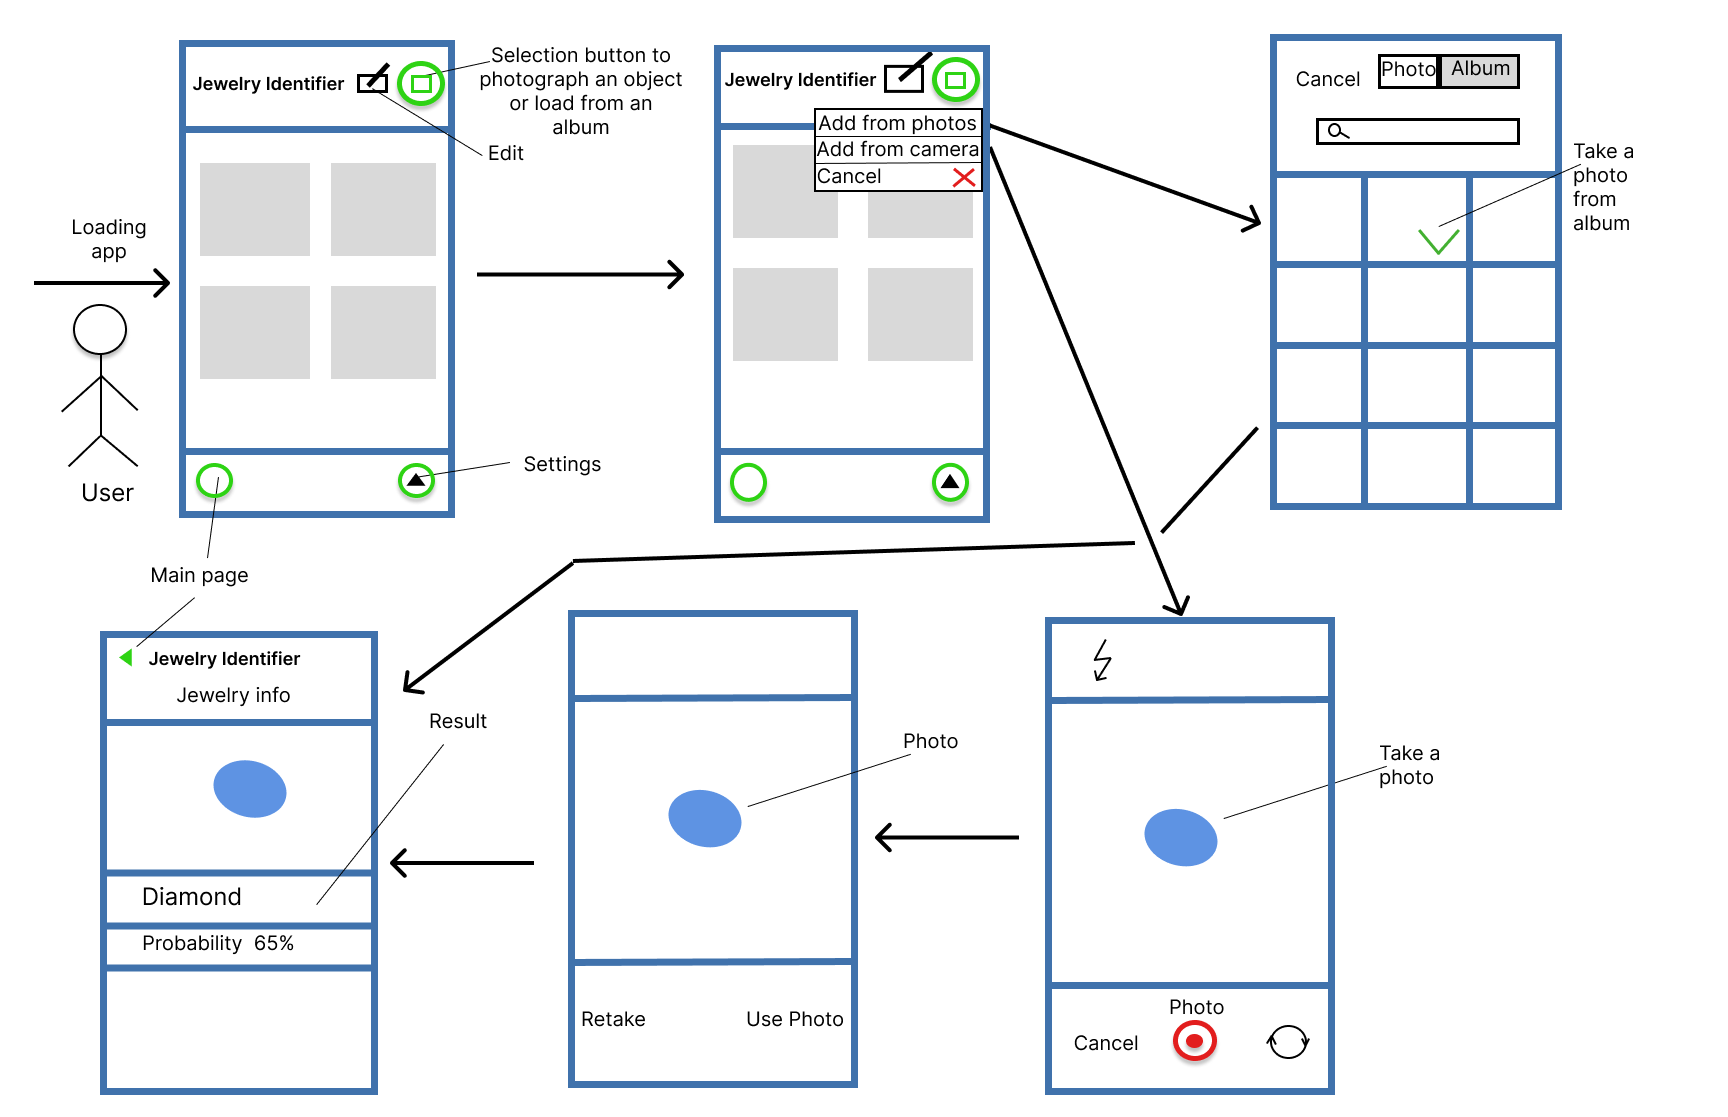 Loading
app
User
Jewelry Identifier
Selection button to
photograph an object
or load from an
album
Edit
Settings
Main page
Jewelry Identifier
Add from photos
Add from camera
Cancel
Cancel
Photo
Album
Take a
photo
from
album
Jewelry Identifier
Jewelry info
Result
Diamond
Probability 65%
Photo
Retake
Use Photo
Take a
photo
Photo
Cancel